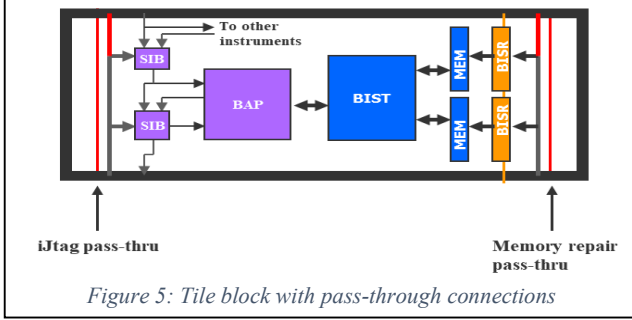 To other
instruments
SIB
SIB
BAP
BIST
MEM
MEM
BISR
BISR
iJtag pass-thru
Memory repair
pass-thru
Figure 5: Tile block with pass-through connections